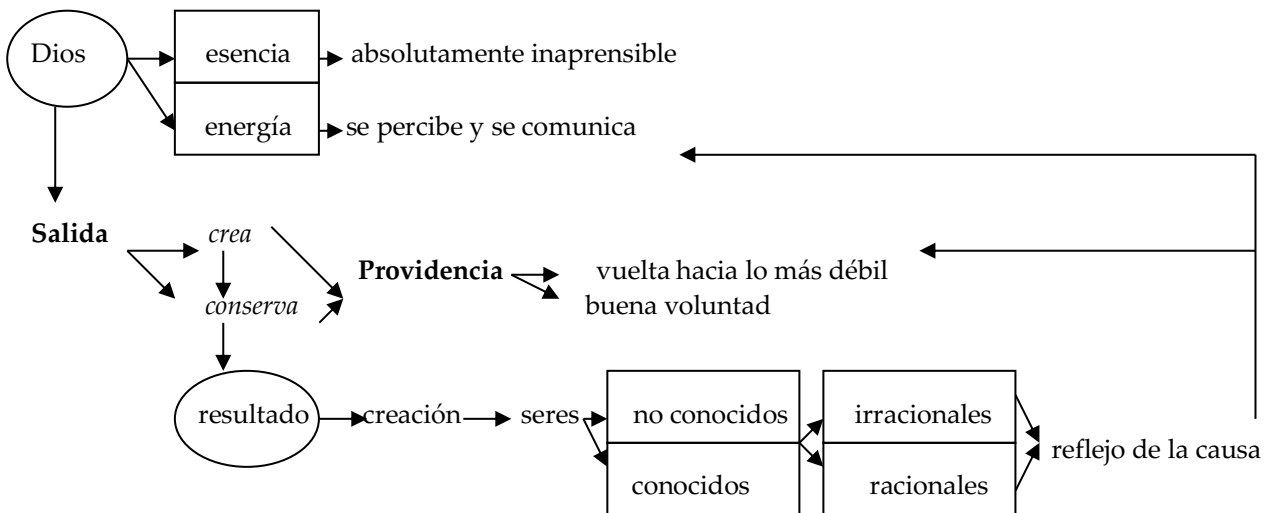 Dios esencia absolutamente inaprensible
energía se percibe y se comunica
Salida crea
Providencia vuelta hacia lo más débil
conserva buena voluntad
resultado creación seres no conocidos irracionales
reflejo de la causa
conocidos racionales